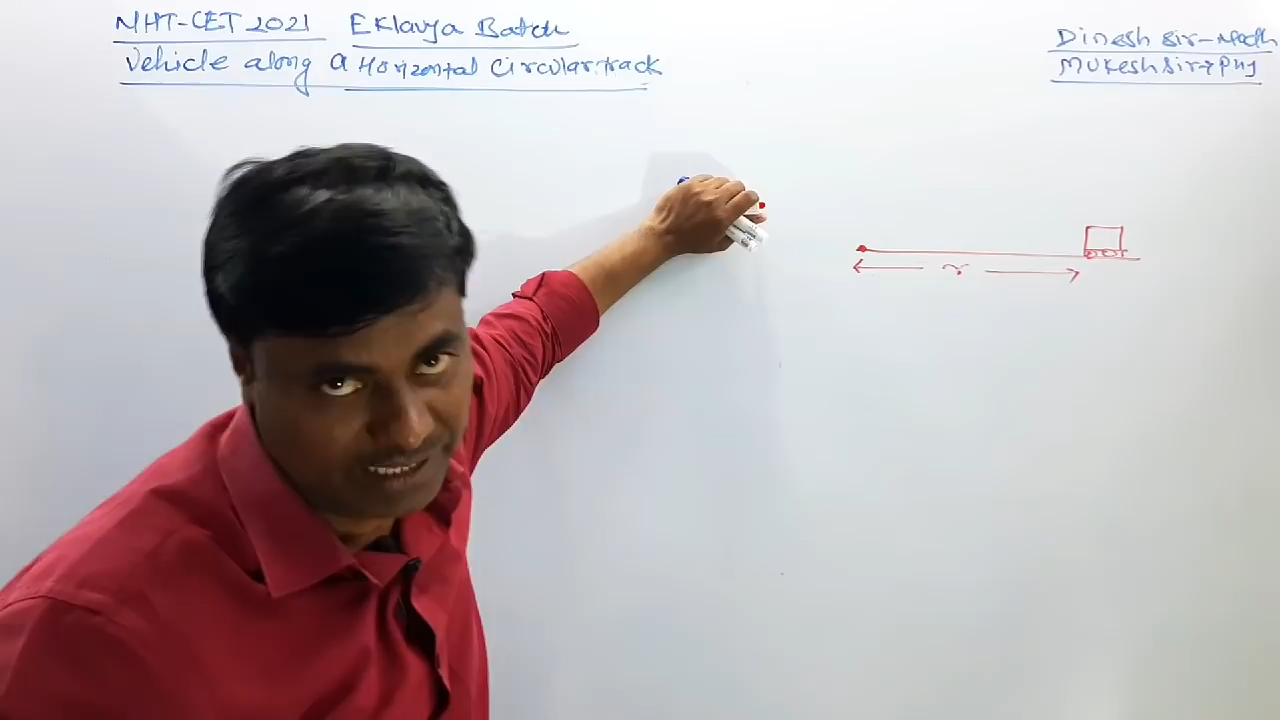 MHT-CET 2021 Eklavya Batch
Vehicle along a Horizontal Circular track
Dinesh sir-Math
Mukesh sir→Phy
r